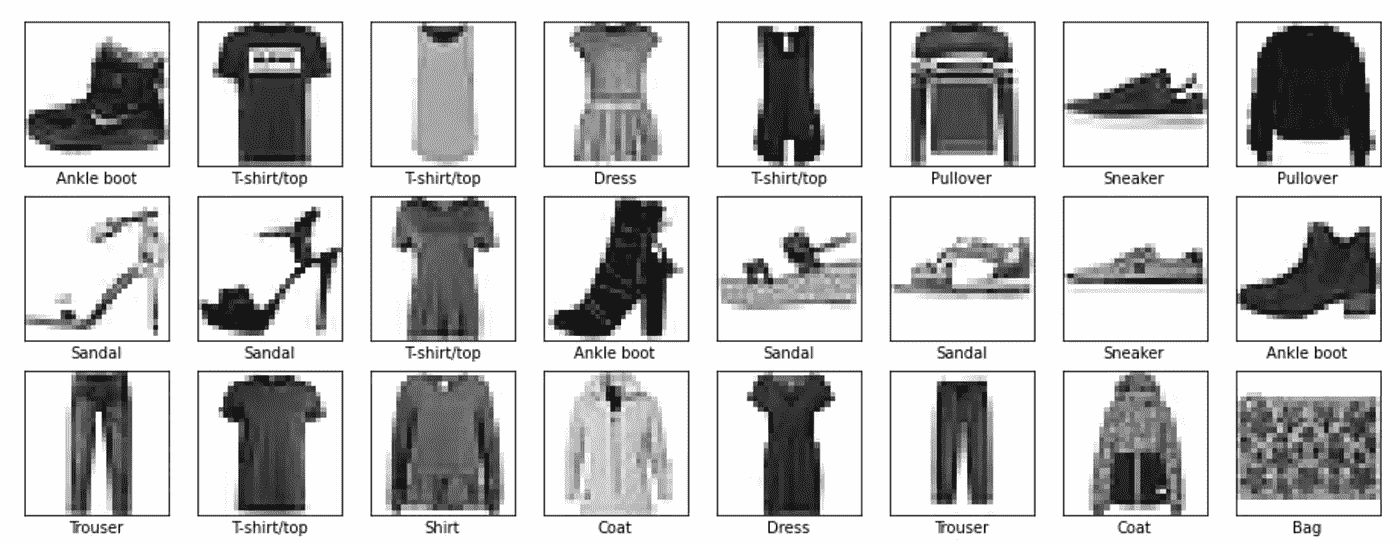 Ankle boot T-shirt/top T-shirt/top Dress T-shirt/top Pullover Sneaker Pullover
Sandal Sandal T-shirt/top Ankle boot Sandal Sandal Sneaker Ankle boot
Trouser T-shirt/top Shirt Coat Dress Trouser Coat Bag